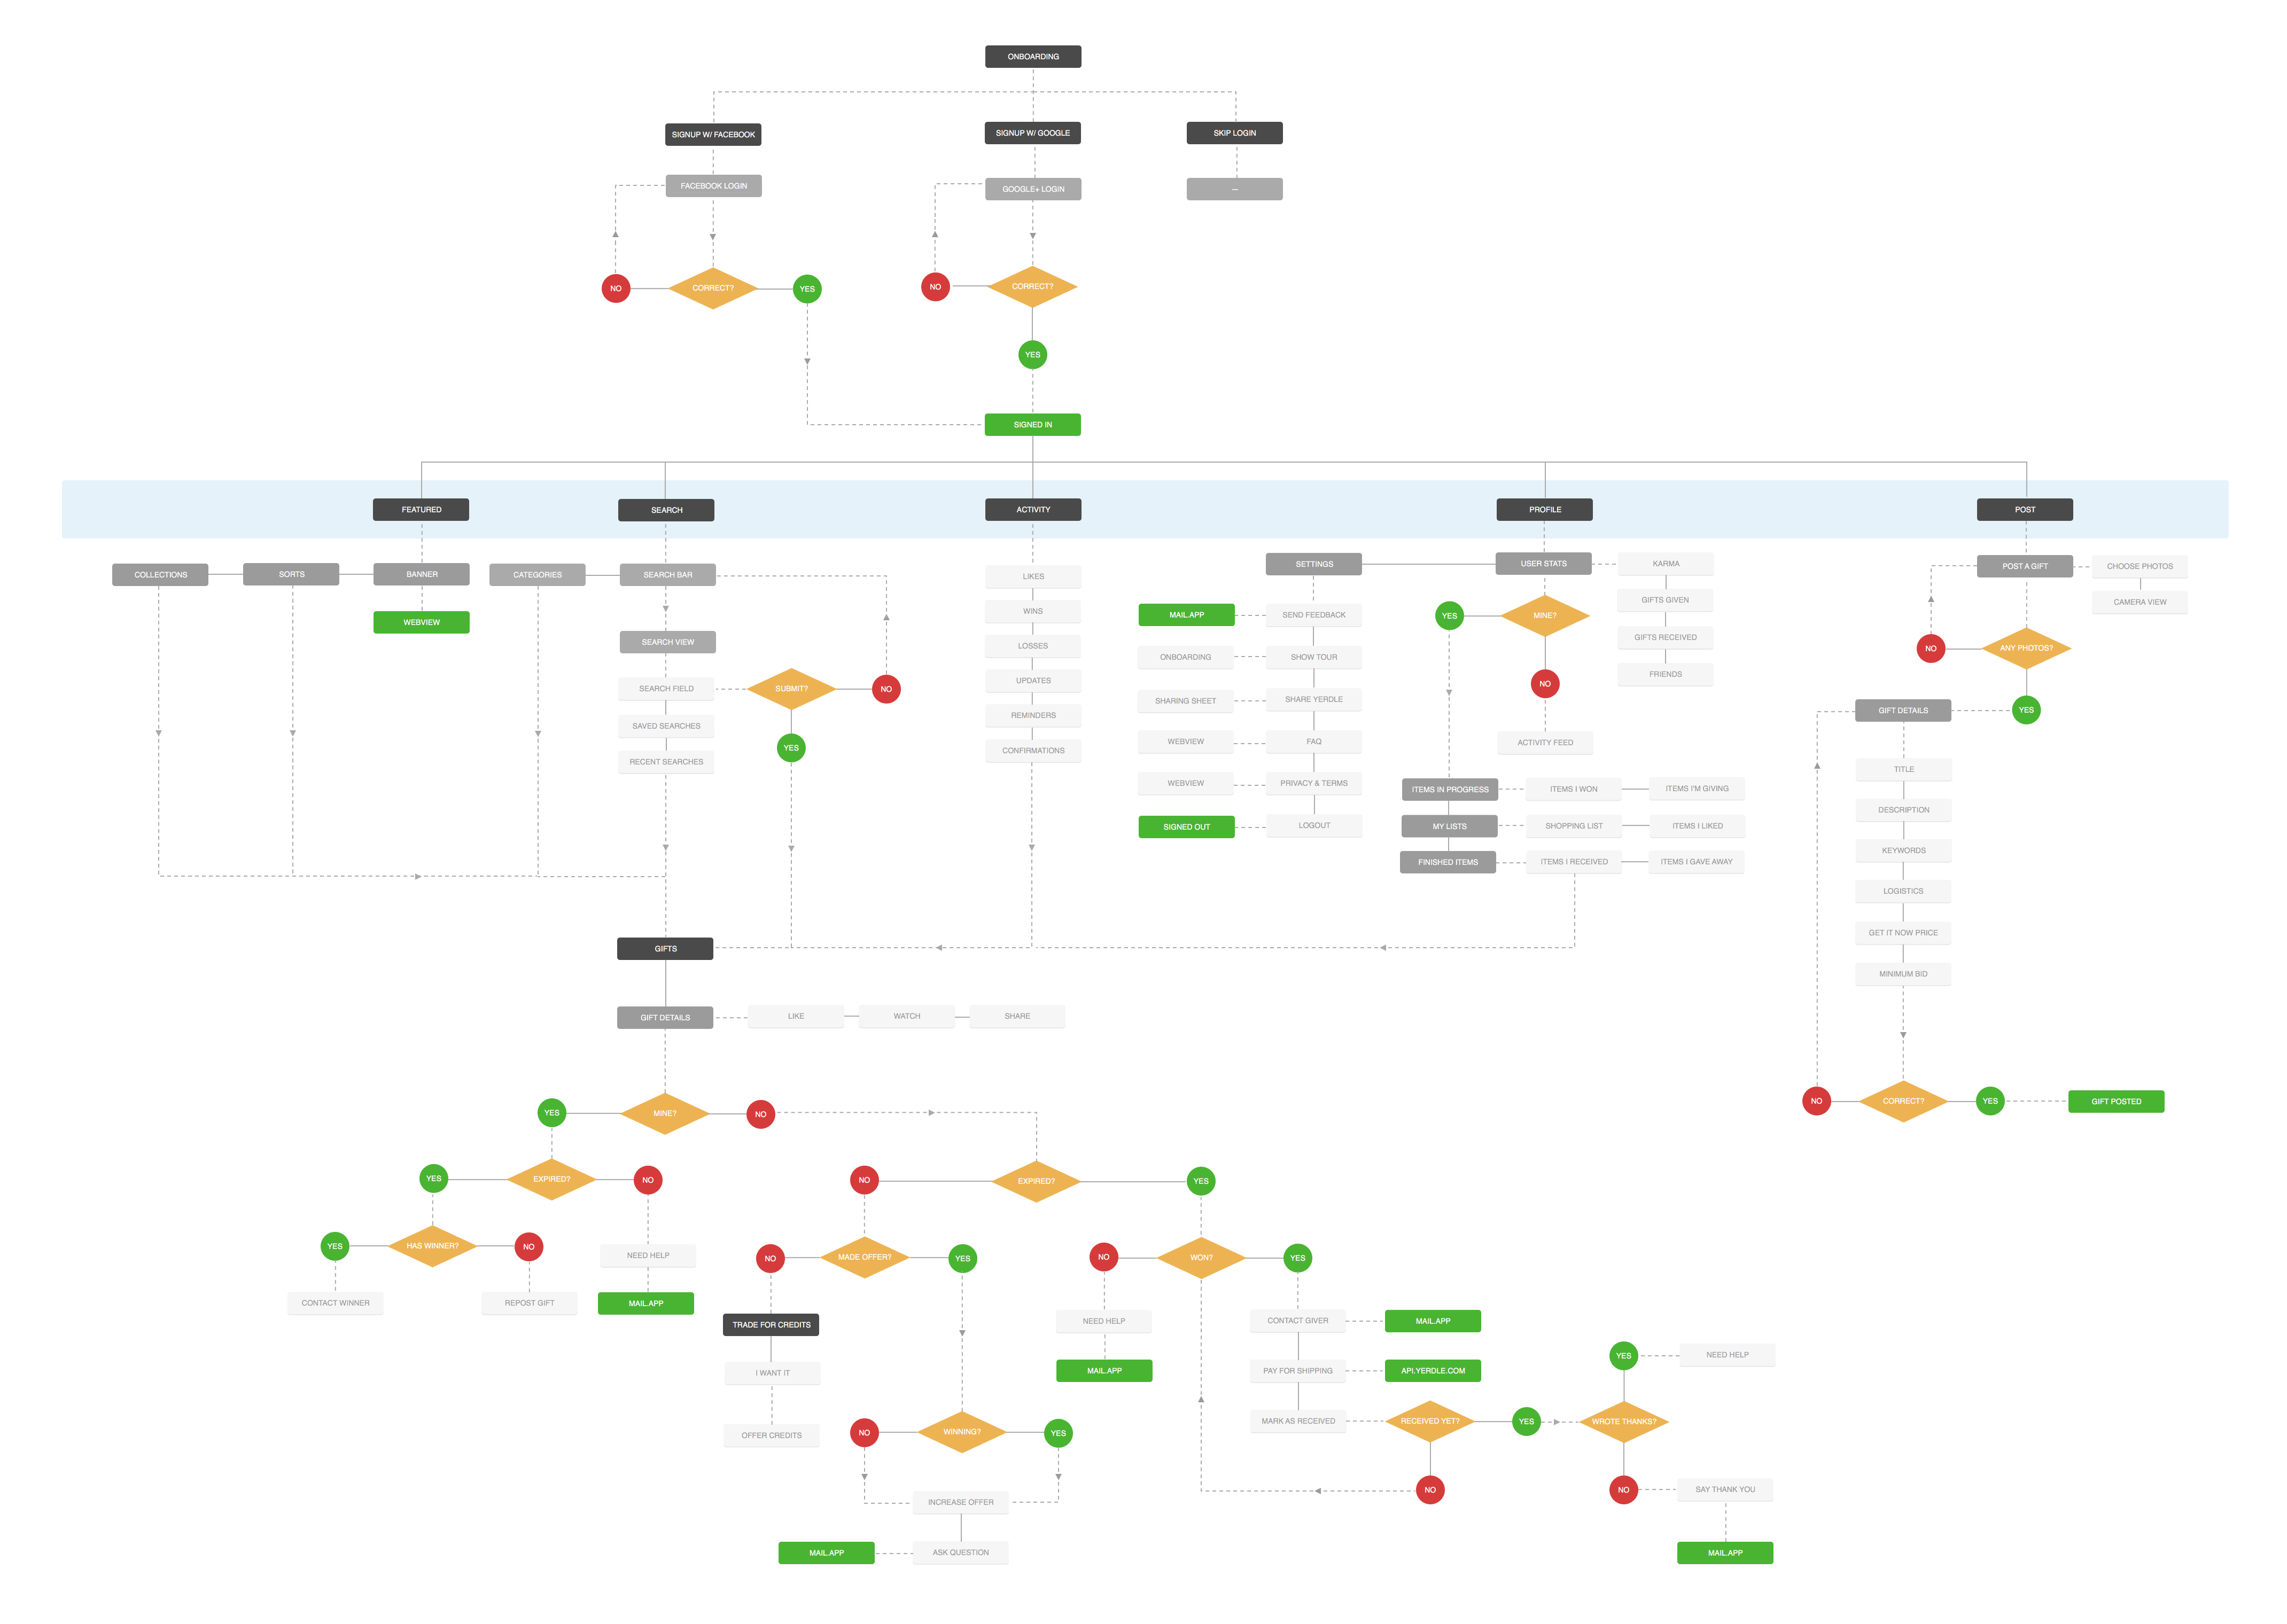 ONBOARDING
SIGNUP W/ FACEBOOK
SIGNUP W/ GOOGLE
SKIP LOGIN
FACEBOOK LOGIN
GOOGLE+ LOGIN
—
NO
CORRECT?
YES
NO
CORRECT?
YES
SIGNED IN
FEATURED
SEARCH
ACTIVITY
PROFILE
POST
COLLECTIONS
SORTS
BANNER
WEBVIEW
CATEGORIES
SEARCH BAR
SEARCH VIEW
SEARCH FIELD
SAVED SEARCHES
RECENT SEARCHES
SUBMIT?
NO
YES
LIKES
WINS
LOSSES
UPDATES
REMINDERS
CONFIRMATIONS
SETTINGS
USER STATS
KARMA
GIFTS GIVEN
GIFTS RECEIVED
FRIENDS
MAIL.APP
SEND FEEDBACK
ONBOARDING
SHOW TOUR
SHARING SHEET
SHARE YERDLE
WEBVIEW
FAQ
WEBVIEW
PRIVACY & TERMS
SIGNED OUT
LOGOUT
YES
MINE?
NO
ACTIVITY FEED
ITEMS IN PROGRESS
ITEMS I WON
ITEMS I'M GIVING
MY LISTS
SHOPPING LIST
ITEMS I LIKED
FINISHED ITEMS
ITEMS I RECEIVED
ITEMS I GAVE AWAY
POST A GIFT
CHOOSE PHOTOS
CAMERA VIEW
NO
ANY PHOTOS?
YES
GIFT DETAILS
TITLE
DESCRIPTION
KEYWORDS
LOGISTICS
GET IT NOW PRICE
MINIMUM BID
NO
CORRECT?
YES
GIFT POSTED
GIFTS
GIFT DETAILS
LIKE
WATCH
SHARE
YES
MINE?
NO
YES
EXPIRED?
NO
YES
HAS WINNER?
NO
CONTACT WINNER
REPOST GIFT
NEED HELP
MAIL.APP
NO
EXPIRED?
YES
NO
MADE OFFER?
YES
TRADE FOR CREDITS
I WANT IT
OFFER CREDITS
NO
WINNING?
YES
INCREASE OFFER
MAIL.APP
ASK QUESTION
NO
WON?
YES
NEED HELP
MAIL.APP
CONTACT GIVER
MAIL.APP
PAY FOR SHIPPING
API.YERDLE.COM
MARK AS RECEIVED
RECEIVED YET?
YES
NO
WROTE THANKS?
YES
NEED HELP
NO
SAY THANK YOU
MAIL.APP